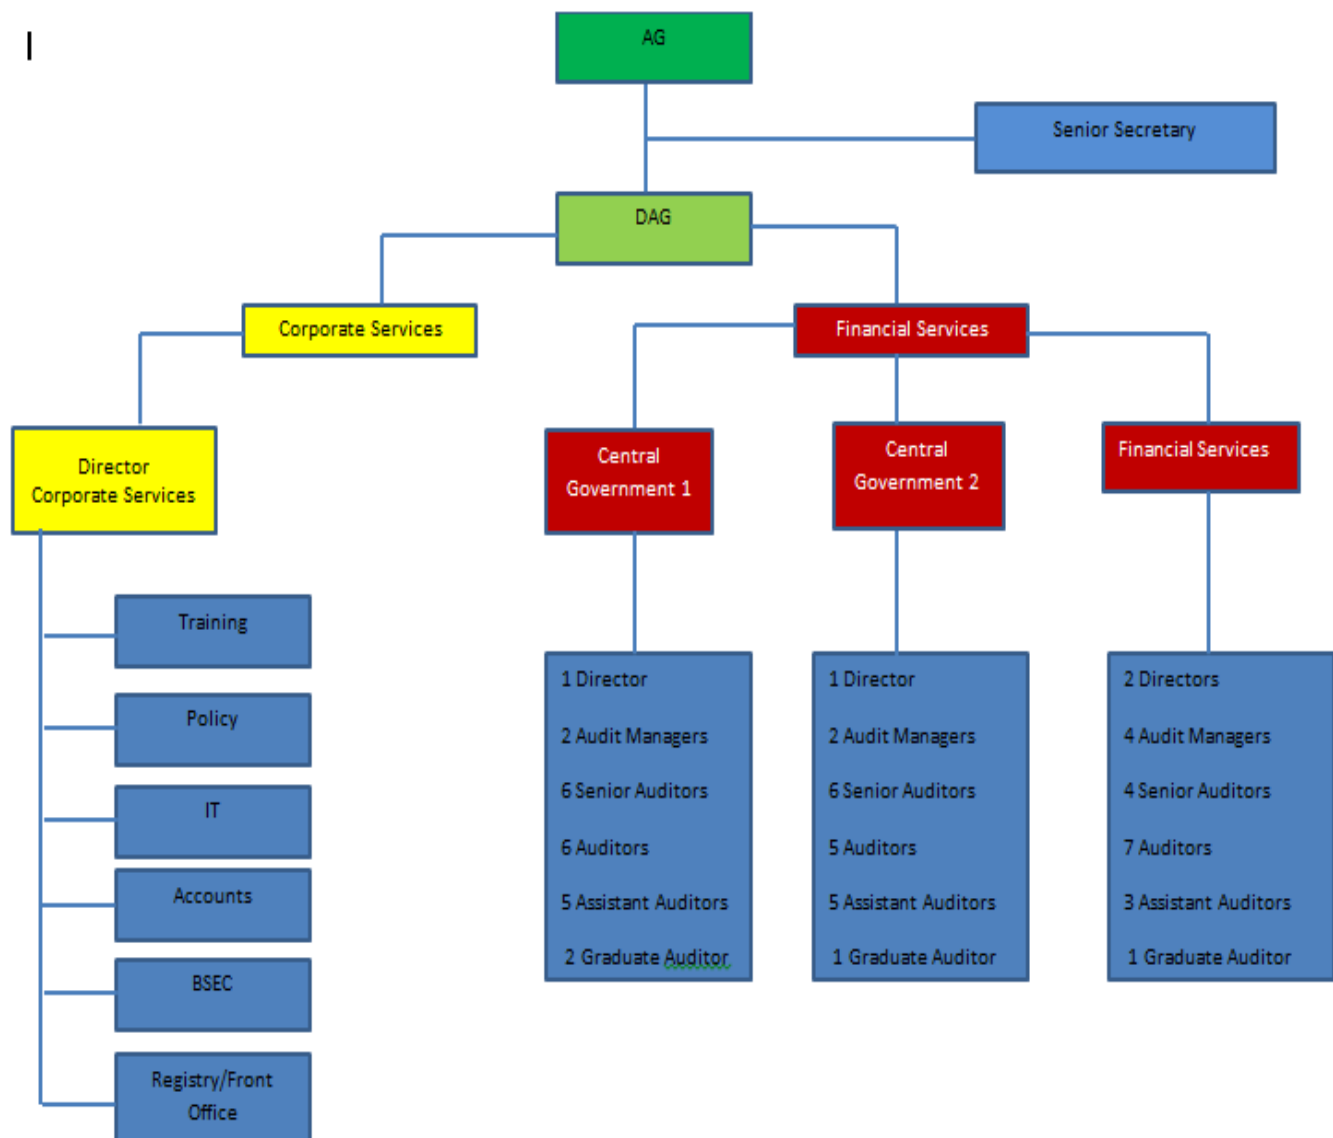 I
AG
Senior Secretary
DAG
Corporate Services
Financial Services
Director
Corporate Services
Central
Government 1
Central
Government 2
Financial Services
Training
Policy
IT
Accounts
BSEC
Registry/Front
Office
1 Director
2 Audit Managers
6 Senior Auditors
6 Auditors
5 Assistant Auditors
2 Graduate Auditor
1 Director
2 Audit Managers
6 Senior Auditors
5 Auditors
5 Assistant Auditors
1 Graduate Auditor
2 Directors
4 Audit Managers
4 Senior Auditors
7 Auditors
3 Assistant Auditors
1 Graduate Auditor